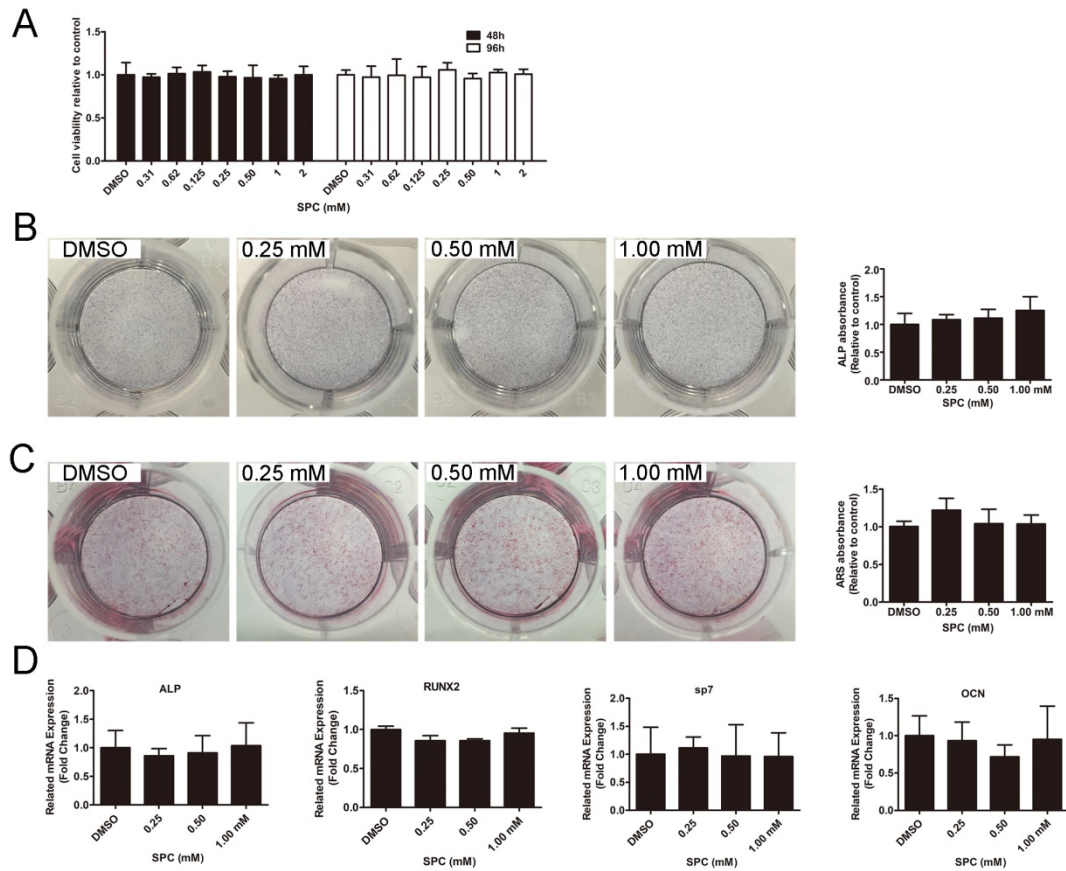 A
Cell viablilty relative to control
1.5
1.0
0.5
0.0
48h
96h
DMSO 0.31 0.62 0.125 0.25 0.50 1 2 DMSO 0.31 0.62 0.125 0.25 0.50 1 2
SPC (mM)
B
DMSO 0.25 mM 0.50 mM 1.00 mM
ALP absorbance
(Relative to control)
2.0
1.5
1.0
0.5
0.0
DMSO 0.25 0.50 1.00 mM
SPC (mM)
C
DMSO 0.25 mM 0.50 mM 1.00 mM
C2 C3
ARS absorbance
(Relative to control)
1.5
1.0
0.5
0.0
DMSO 0.25 0.50 1.00 mM
SPC (mM)
D
ALP
Related mRNA Expression
(Fold Change)
2.0
1.5
1.0
0.5
0.0
DMSO 0.25 0.50 1.00 mM
SPC (mM)
RUNX2
Related mRNA Expression
(Fold Change)
1.5
1.0
0.5
0.0
DMSO 0.25 0.50 1.00 mM
SPC (mM)
sp7
Related mRNA Expression
(Fold Change)
2.0
1.5
1.0
0.5
0.0
DMSO 0.25 0.50 1.00 mM
SPC (mM)
OCN
Related mRNA Expression
(Fold Change)
1.5
1.0
0.5
0.0
DMSO 0.25 0.50 1.00 mM
SPC (mM)